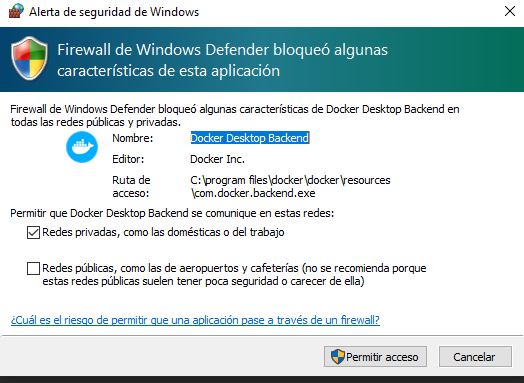 Alerta de seguridad de Windows
Firewall de Windows Defender bloqueó algunas
características de esta aplicación
Firewall de Windows Defender bloqueó algunas características de Docker Desktop Backend en
todas las redes públicas y privadas.
Nombre: Docker Desktop Backend
Editor: Docker Inc.
Ruta de acceso: C:\program files\docker\docker\resources
\com.docker.backend.exe
Permitir que Docker Desktop Backend se comunique en estas redes:
Redes privadas, como las domésticas o del trabajo
Redes públicas, como las de aeropuertos y cafeterías (no se recomienda porque
estas redes públicas suelen tener poca seguridad o carecer de ella)
¿Cuál es el riesgo de permitir que una aplicación pase a través de un firewall?
Permitir acceso Cancelar